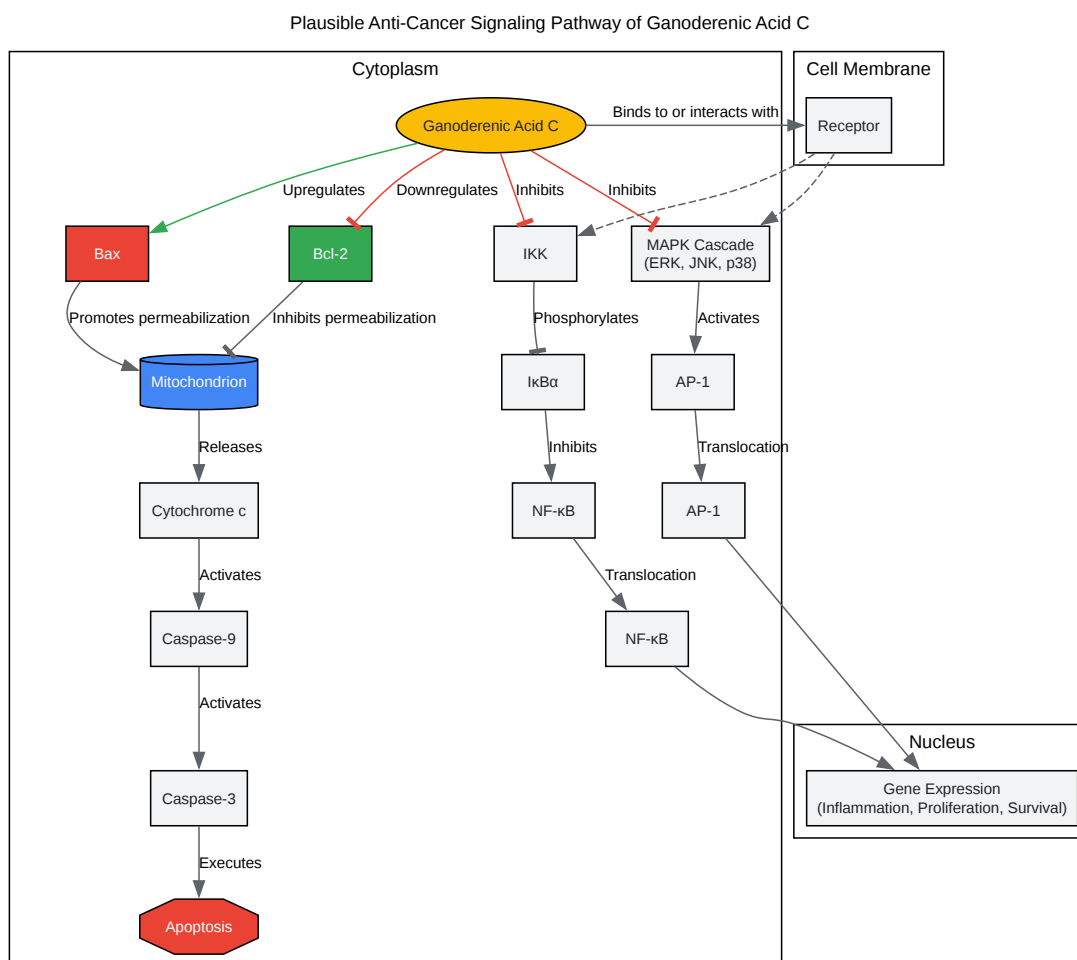 Plausible Anti-Cancer Signaling Pathway of Ganoderenic Acid C
Cytoplasm
Cell Membrane
Ganoderenic Acid C
Binds to or interacts with
Receptor
Upregulates
Downregulates
Inhibits
Inhibits
Bax
Bcl-2
IKK
MAPK Cascade
(ERK, JNK, p38)
Promotes permeabilization
Inhibits permeabilization
Phosphorylates
Activates
Mitochondrion
IκBα
AP-1
Releases
Inhibits
Translocation
Cytochrome c
NF-κB
AP-1
Activates
Translocation
Caspase-9
NF-κB
Activates
Nucleus
Caspase-3
Gene Expression
(Inflammation, Proliferation, Survival)
Executes
Apoptosis